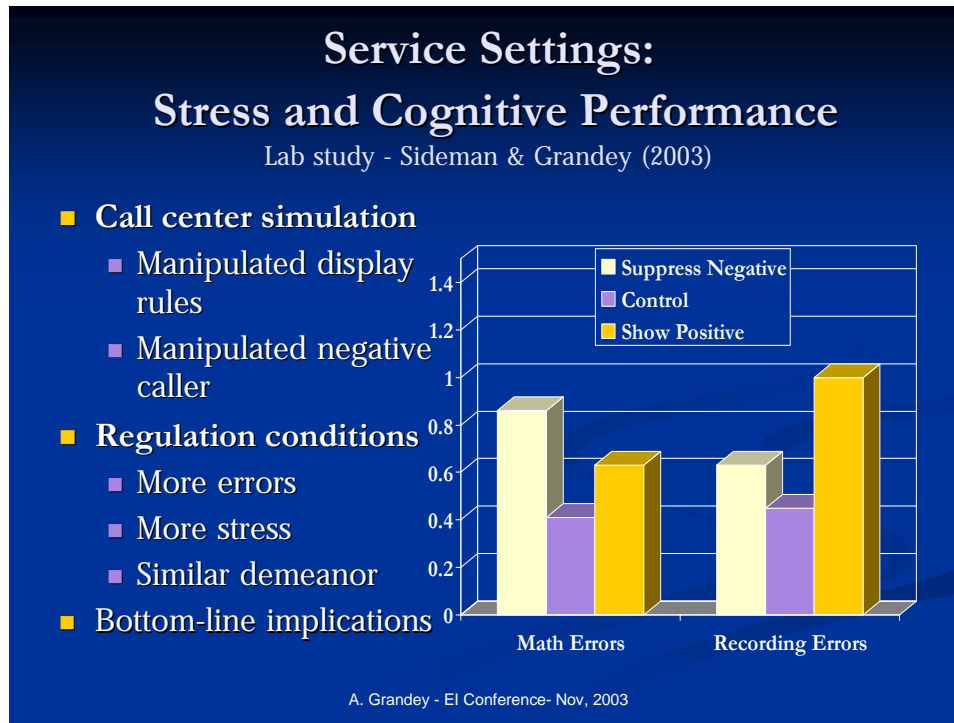 Service Settings:
Stress and Cognitive Performance
Lab study - Sideman & Grandey (2003)
Call center simulation
Manipulated display
rules
Manipulated negative
caller
Regulation conditions
More errors
More stress
Similar demeanor
Bottom-line implications
Suppress Negative
Control
Show Positive
1.4
1.2
1
0.8
0.6
0.4
0.2
0
Math Errors
Recording Errors
A. Grandey - EI Conference- Nov, 2003